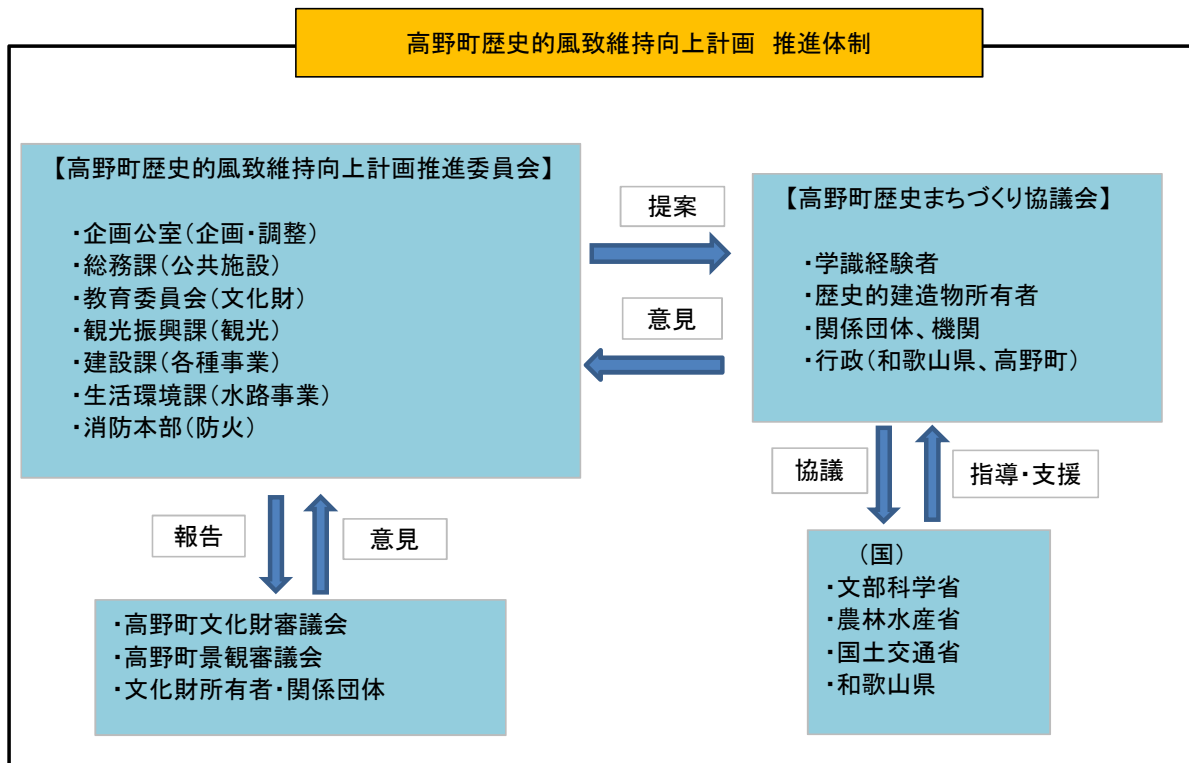 高野町歴史的風致維持向上計画　推進体制
【高野町歴史的風致維持向上計画推進委員会】
・企画公室(企画・調整)
・総務課(公共施設)
・教育委員会(文化財)
・観光振興課(観光)
・建設課(各種事業)
・生活環境課(水路事業)
・消防本部(防火)
提案
意見
【高野町歴史まちづくり協議会】
・学識経験者
・歴史的建造物所有者
・関係団体、機関
・行政(和歌山県、高野町)
報告
意見
協議
指導・支援
・高野町文化財審議会
・高野町景観審議会
・文化財所有者・関係団体
(国)
・文部科学省
・農林水産省
・国土交通省
・和歌山県